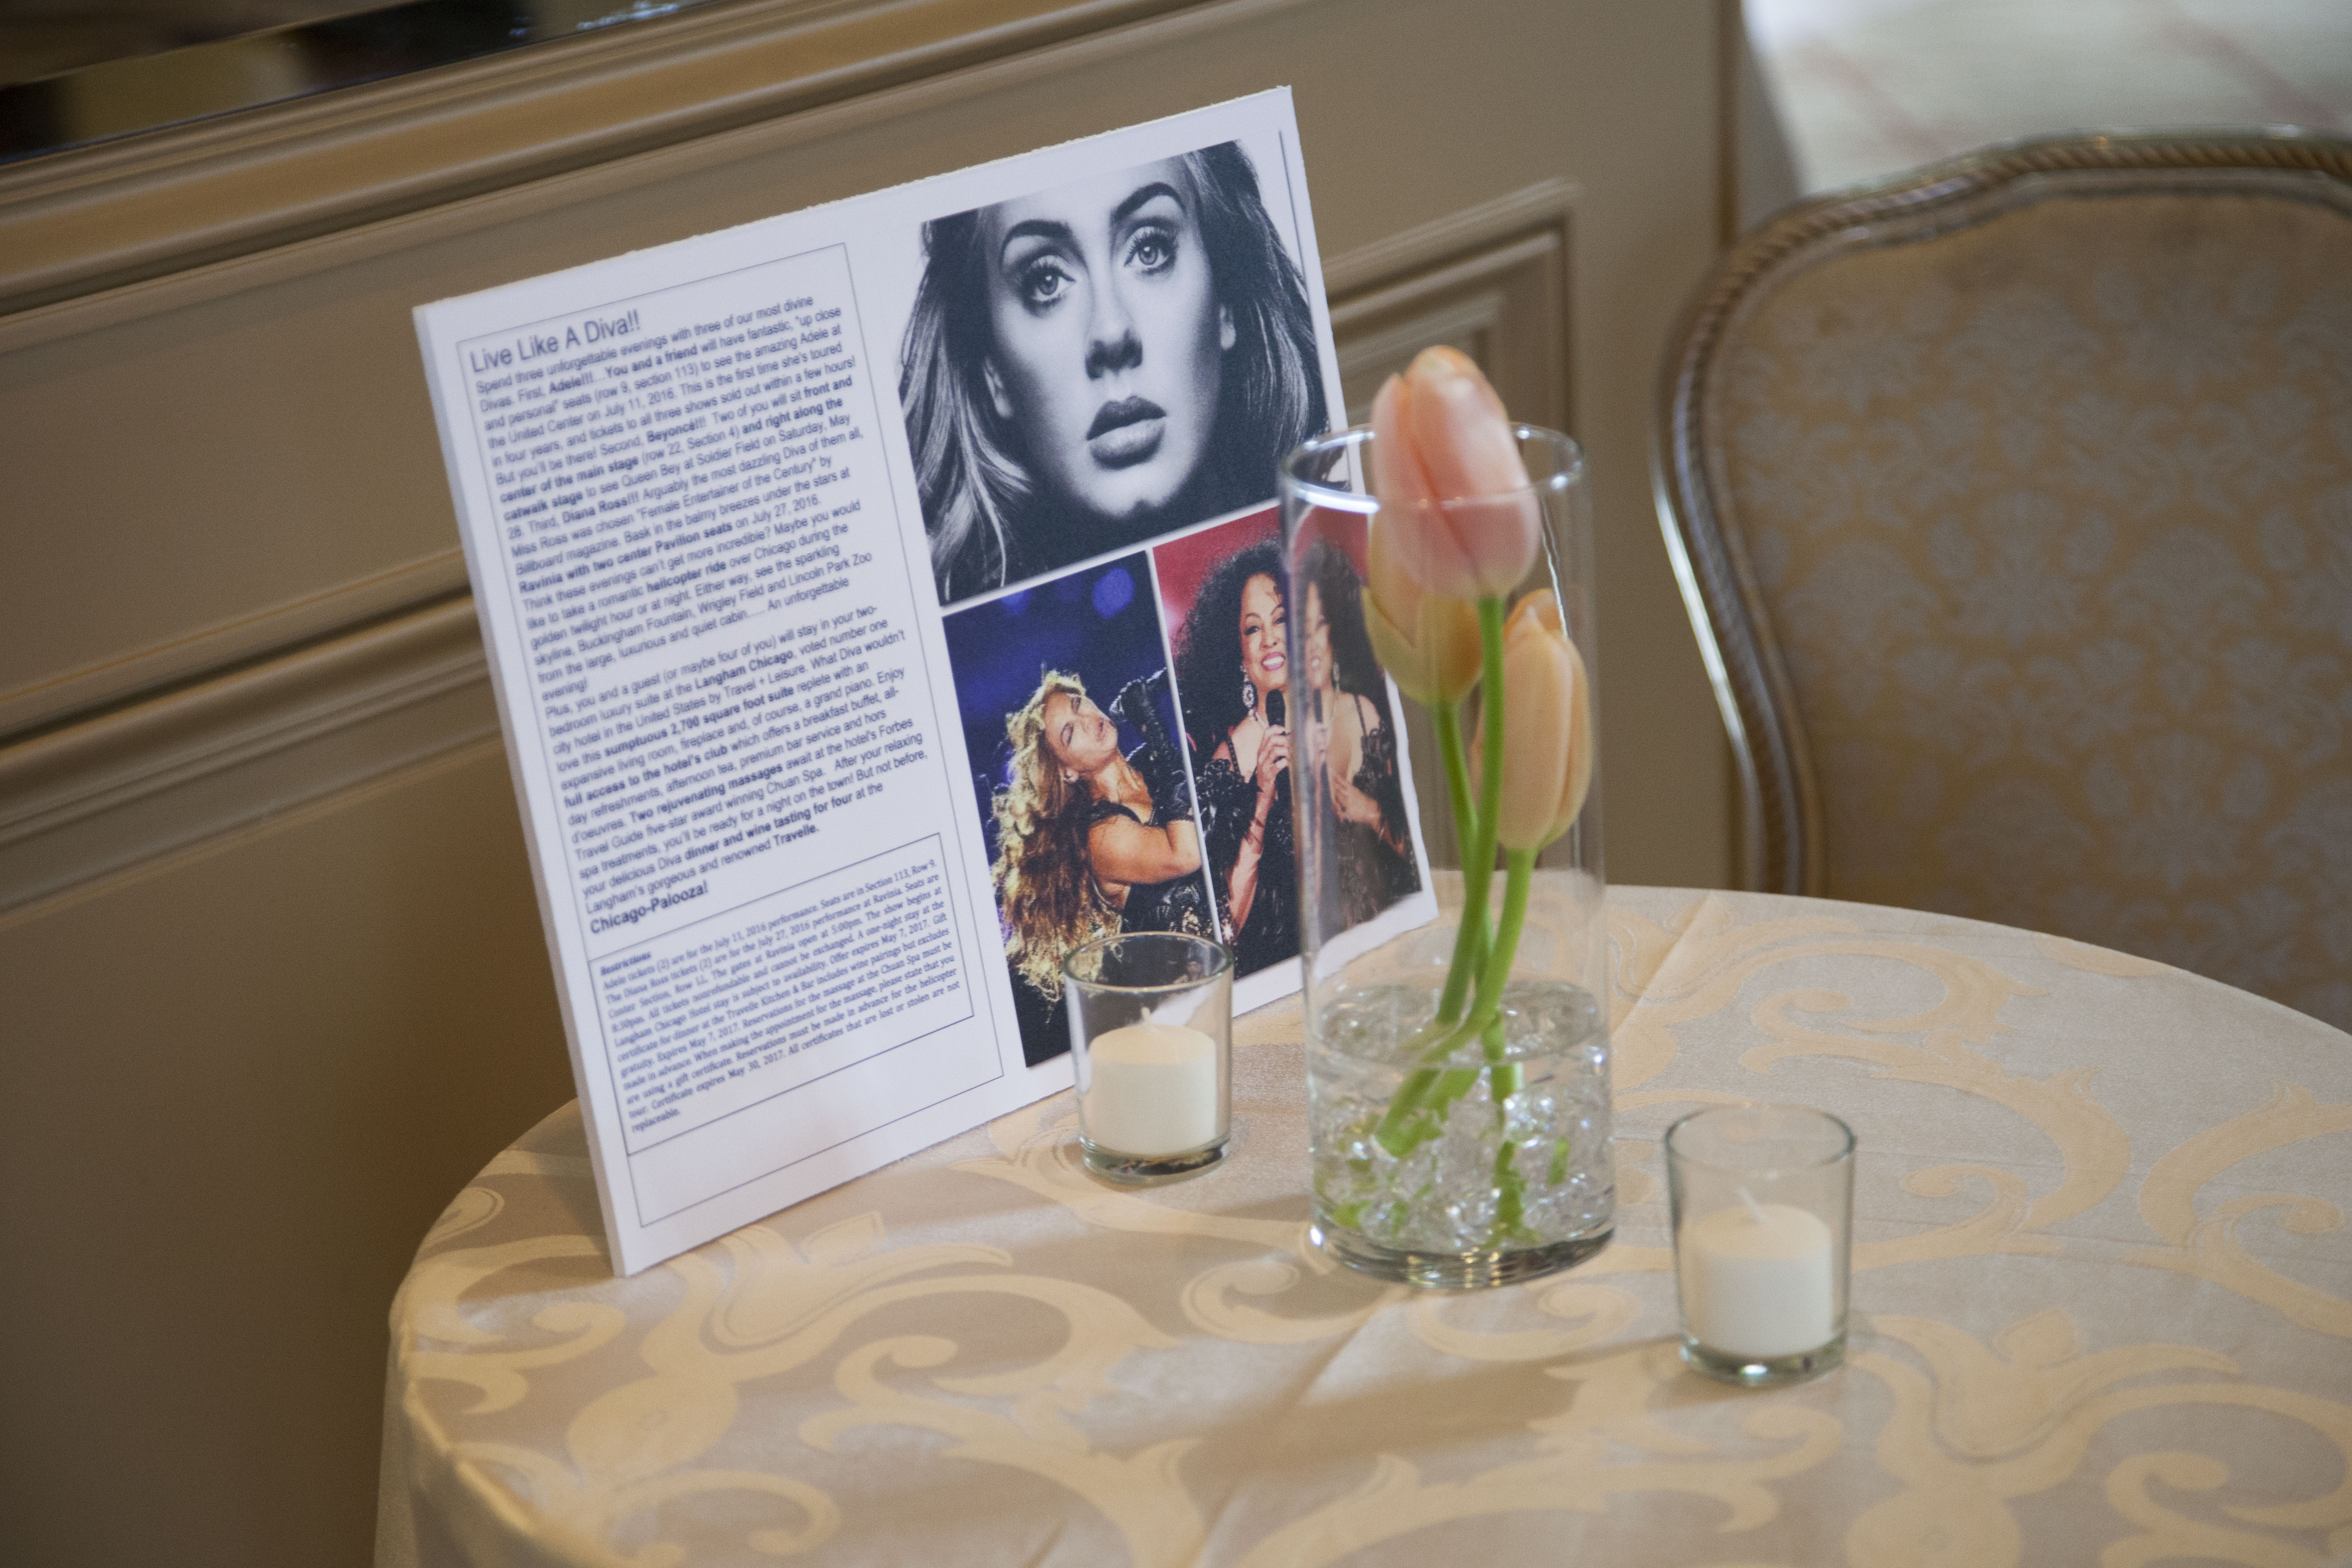 Live Like A Diva!!
Spend three unforgettable evenings with three of our most divine
Divas. First, Adele!!!...You and a friend will have fantastic, "up close
and personal" seats (row 9, section 113) to see the amazing Adele at
the United Center on July 11, 2016. This is the first time she's toured
in four years, and tickets to all three shows sold out within a few hours!
But you'll be there! Second, Beyoncé!!! Two of you will sit front and
center of the main stage (row 22, Section 4) and right along the
catwalk stage to see Queen Bey at Soldier Field on Saturday, May
28. Third, Diana Ross!!! Arguably the most dazzling Diva of them all,
Miss Ross was chosen "Female Entertainer of the Century" by
Billboard magazine. Bask in the balmy breezes under the stars at
Ravinia with two center Pavilion seats on July 27, 2016.
Think these evenings can't get more incredible? Maybe you would
like to take a romantic helicopter ride over Chicago during the
golden twilight hour or at night. Either way, see the sparkling
skyline, Buckingham Fountain, Wrigley Field and Lincoln Park Zoo
from the large, luxurious and quiet cabin..... An unforgettable
evening!
Plus, you and a guest (or maybe four of you) will stay in your two-
bedroom luxury suite at the Langham Chicago, voted number one
city hotel in the United States by Travel + Leisure. What Diva wouldn't
love this sumptuous 2,700 square foot suite replete with an
expansive living room, fireplace and, of course, a grand piano. Enjoy
full access to the hotel's club which offers a breakfast buffet, all-
day refreshments, afternoon tea, premium bar service and hors
d'oeuvres. Two rejuvenating massages await at the hotel's Forbes
Travel Guide five-star award winning Chuan Spa. After your relaxing
spa treatments, you'll be ready for a night on the town! But not before,
your delicious Diva dinner and wine tasting for four at the
Langham's gorgeous and renowned Travelle.
Chicago-Palooza!
Restrictions
Adele tickets (2) are for the July 11, 2016 performance. Seats are in Section 113, Row 9.
The Diana Ross tickets (2) are for the July 27, 2016 performance at Ravinia. Seats are
Center Section, Row L. The gates at Ravinia open at 5:00pm. The show begins at
8:30pm. All tickets nonrefundable and cannot be exchanged. A one-night stay at the
Langham Chicago Hotel stay is subject to availability. Offer expires May 7, 2017. Gift
certificate for dinner at the Travelle Kitchen & Bar includes wine pairings but excludes
gratuity. Expires May 7, 2017. Reservations for the massage at the Chuan Spa must be
made in advance. When making the appointment for the massage, please state that you
are using a gift certificate. Reservations must be made in advance for the helicopter
tour. Certificate expires May 30, 2017. All certificates that are lost or stolen are not
replaceable.